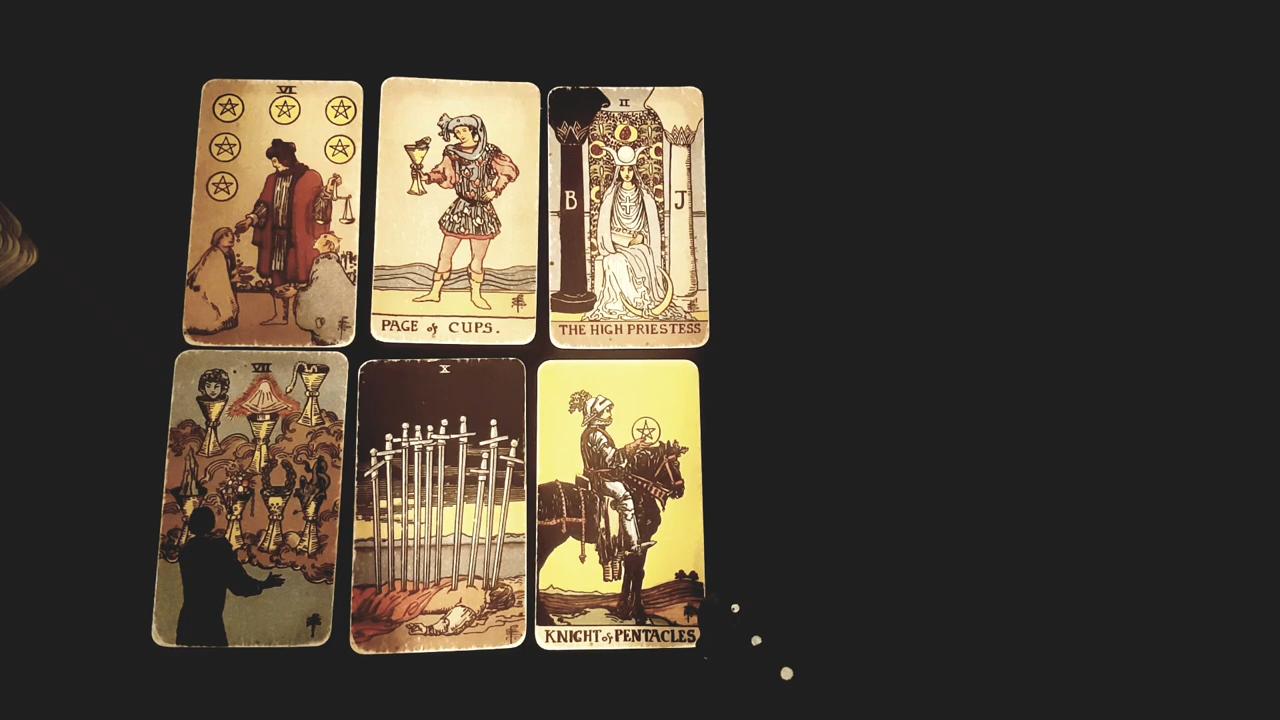 VI
PAGE of CUPS.
II
B
J
THE HIGH PRIESTESS
VII
X
KNIGHT of PENTACLES